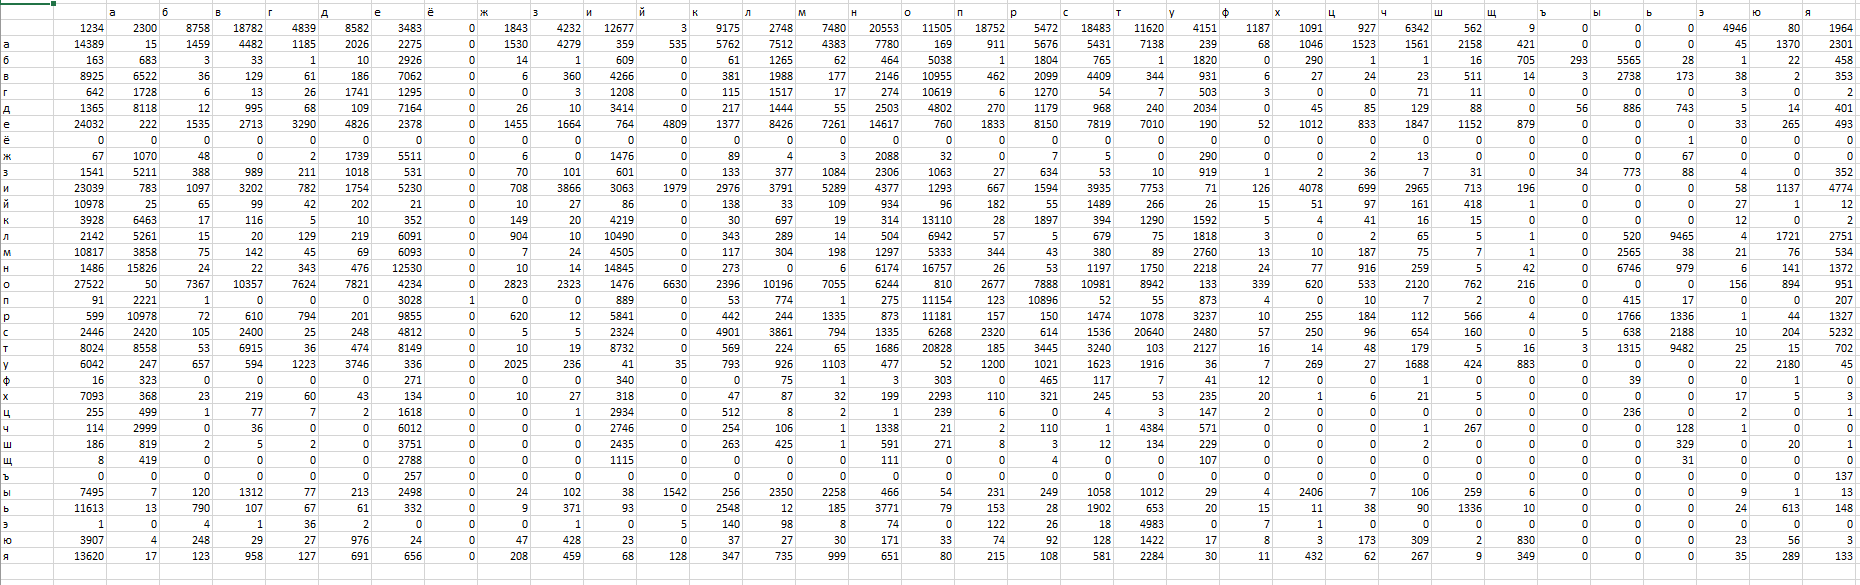 а б в г д е ё ж з и й к л м н о п р с т у ф х ц ч ш щ ъ ы ь э ю я
1234 2300 8758 18782 4839 8582 3483 0 1843 4232 12677 3 9175 2748 7480 20553 11505 18752 5472 18483 11620 4151 1187 1091 927 6342 562 9 0 0 0 4946 80 1964
а 14389 15 1459 4482 1185 2026 2275 0 1530 4279 359 535 5762 7512 4383 7780 169 911 5676 5431 7138 239 68 1046 1523 1561 2158 421 0 0 0 45 1370 2301
б 163 683 3 33 1 10 2926 0 14 1 609 0 61 1265 62 464 5038 1 1804 765 1 1820 0 290 1 1 16 705 293 5565 28 1 22 458
в 8925 6522 36 129 61 186 7062 0 6 360 4266 0 381 1988 177 2146 10955 462 2099 4409 344 931 6 27 24 23 511 14 3 2738 173 38 2 353
г 642 1728 6 13 26 1741 1295 0 0 3 1208 0 115 1517 17 274 10619 6 1270 54 7 503 3 0 0 71 11 0 0 0 0 3 0 2
д 1365 8118 12 995 68 109 7164 0 26 10 3414 0 217 1444 55 2503 4802 270 1179 968 240 2034 0 45 85 129 88 0 56 886 743 5 14 401
е 24032 222 1535 2713 3290 4826 2378 0 1455 1664 764 4809 1377 8426 7261 14617 760 1833 8150 7819 7010 190 52 1012 833 1847 1152 879 0 0 0 33 265 493
ё 0 0 0 0 0 0 0 0 0 0 0 0 0 0 0 0 0 0 0 0 0 0 0 0 0 0 0 0 0 0 1 0 0 0
ж 67 1070 48 0 2 1739 5511 0 6 0 1476 0 89 4 3 2088 32 0 7 5 0 290 0 0 2 13 0 0 0 0 67 0 0 0
з 1541 5211 388 989 211 1018 531 0 70 101 601 0 133 377 1084 2306 1063 27 634 53 10 919 1 2 36 7 31 0 34 773 88 4 0 352
и 23039 783 1097 3202 782 1754 5230 0 708 3866 3063 1979 2976 3791 5289 4377 1293 667 1594 3935 7753 71 126 4078 699 2965 713 196 0 0 0 58 1137 4774
й 10978 25 65 99 42 202 21 0 10 27 86 0 138 33 109 934 96 182 55 1489 266 26 15 51 97 161 418 1 0 0 0 27 1 12
к 3928 6463 17 116 5 10 352 0 149 20 4219 0 30 697 19 314 13110 28 1897 394 1290 1592 5 4 41 16 15 0 0 0 0 12 0 2
л 2142 5261 15 20 129 219 6091 0 904 10 10490 0 343 289 14 504 6942 57 5 679 75 1818 3 0 2 65 5 1 0 520 9465 4 1721 2751
м 10817 3858 75 142 45 69 6093 0 7 24 4505 0 117 304 198 1297 5333 344 43 380 89 2760 13 10 187 75 7 1 0 2565 38 21 76 534
н 1486 15826 24 22 343 476 12530 0 10 14 14845 0 273 0 6 6174 16757 26 53 1197 1750 2218 24 77 916 259 5 42 0 6746 979 6 141 1372
о 27522 50 7367 10357 7624 7821 4234 0 2823 2323 1476 6630 2396 10196 7055 6244 810 2677 7888 10981 8942 133 339 620 533 2120 762 216 0 0 0 156 894 951
п 91 2221 1 0 0 0 3028 1 0 0 889 0 53 774 1 275 11154 123 10896 52 55 873 4 0 10 7 2 0 0 415 17 0 0 207
р 599 10978 72 610 794 201 9855 0 620 12 5841 0 442 244 1335 873 11181 157 150 1474 1078 3237 10 255 184 112 566 4 0 1766 1336 1 44 1327
с 2446 2420 105 2400 25 248 4812 0 5 5 2324 0 4901 3861 794 1335 6268 2320 614 1536 20640 2480 57 250 96 654 160 0 5 638 2188 10 204 5232
т 8024 8558 53 6915 36 474 8149 0 10 19 8732 0 569 224 65 1686 20828 185 3445 3240 103 2127 16 14 48 179 5 16 3 1315 9482 25 15 702
у 6042 247 657 594 1223 3746 336 0 2025 236 41 35 793 926 1103 477 52 1200 1021 1623 1916 36 7 269 27 1688 424 883 0 0 0 22 2180 45
ф 16 323 0 0 0 0 271 0 0 0 340 0 0 75 1 3 303 0 465 117 7 41 12 0 0 1 0 0 0 39 0 0 1 0
х 7093 368 23 219 60 43 134 0 10 27 318 0 47 87 32 199 2293 110 321 245 53 235 20 1 6 21 5 0 0 0 0 17 5 3
ц 255 499 1 77 7 2 1618 0 0 1 2934 0 512 8 2 1 239 6 0 4 3 147 2 0 0 0 0 0 0 236 0 2 0 1
ч 114 2999 0 36 0 0 6012 0 0 0 2746 0 254 106 1 1338 21 2 110 1 4384 571 0 0 0 1 267 0 0 0 128 1 0 0
ш 186 819 2 5 2 0 3751 0 0 0 2435 0 263 425 1 591 271 8 3 12 134 229 0 0 0 2 0 0 0 0 329 0 20 1
щ 8 419 0 0 0 0 2788 0 0 0 1115 0 0 0 0 111 0 0 4 0 0 107 0 0 0 0 0 0 0 0 31 0 0 0
ъ 0 0 0 0 0 0 257 0 0 0 0 0 0 0 0 0 0 0 0 0 0 0 0 0 0 0 0 0 0 0 0 0 0 137
ы 7495 7 120 1312 77 213 2498 0 24 102 38 1542 256 2350 2258 466 54 231 249 1058 1012 29 4 2406 7 106 259 6 0 0 0 9 1 13
ь 11613 13 790 107 67 61 332 0 9 371 93 0 2548 12 185 3771 79 153 28 1902 653 20 15 11 38 90 1336 10 0 0 0 24 613 148
э 1 0 4 1 36 2 0 0 0 1 0 5 140 98 8 74 0 122 26 18 4983 0 7 1 0 0 0 0 0 0 0 0 0 0
ю 3907 4 248 29 27 976 24 0 47 428 23 0 37 27 30 171 33 74 92 128 1422 17 8 3 173 309 2 830 0 0 0 23 56 3
я 13620 17 123 958 127 691 656 0 208 459 68 128 347 735 999 651 80 215 108 581 2284 30 11 432 62 267 9 349 0 0 0 35 289 133